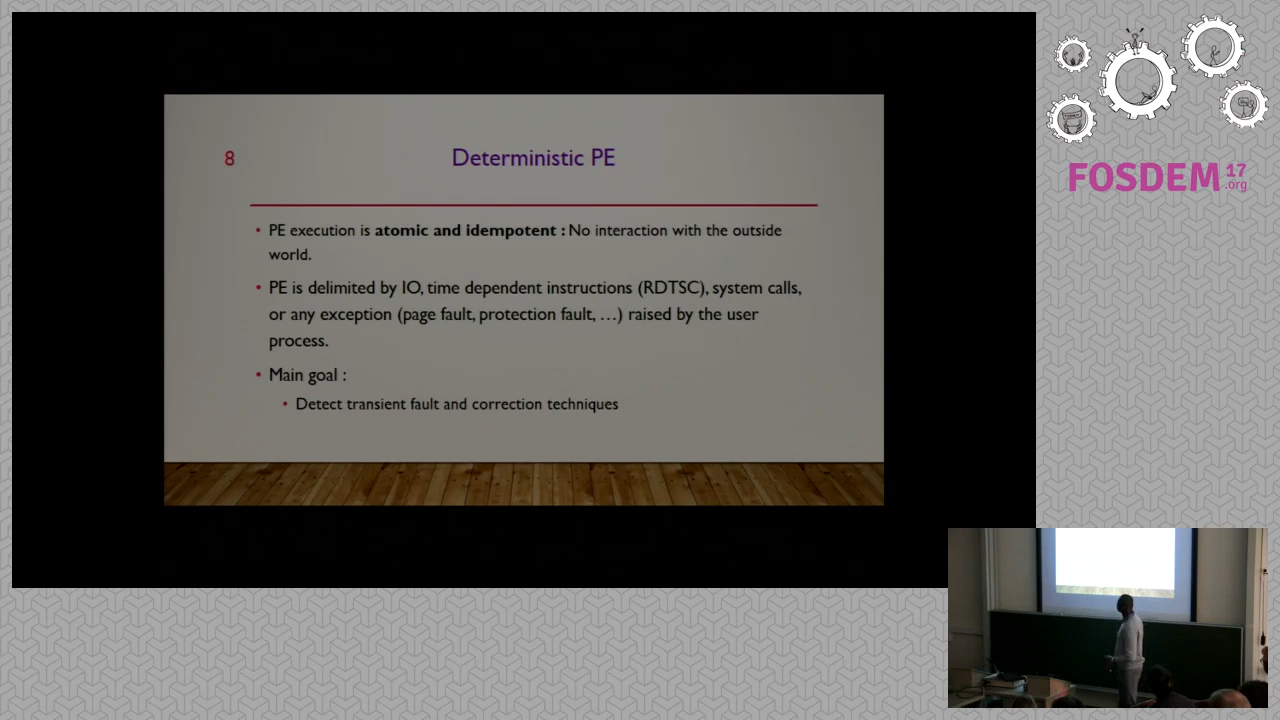 8
Deterministic PE
• PE execution is atomic and idempotent : No interaction with the outside
world.
• PE is delimited by IO, time dependent instructions (RDTSC), system calls,
or any exception (page fault, protection fault, …) raised by the user
process.
• Main goal :
• Detect transient fault and correction techniques
FOSDEM 17
.org